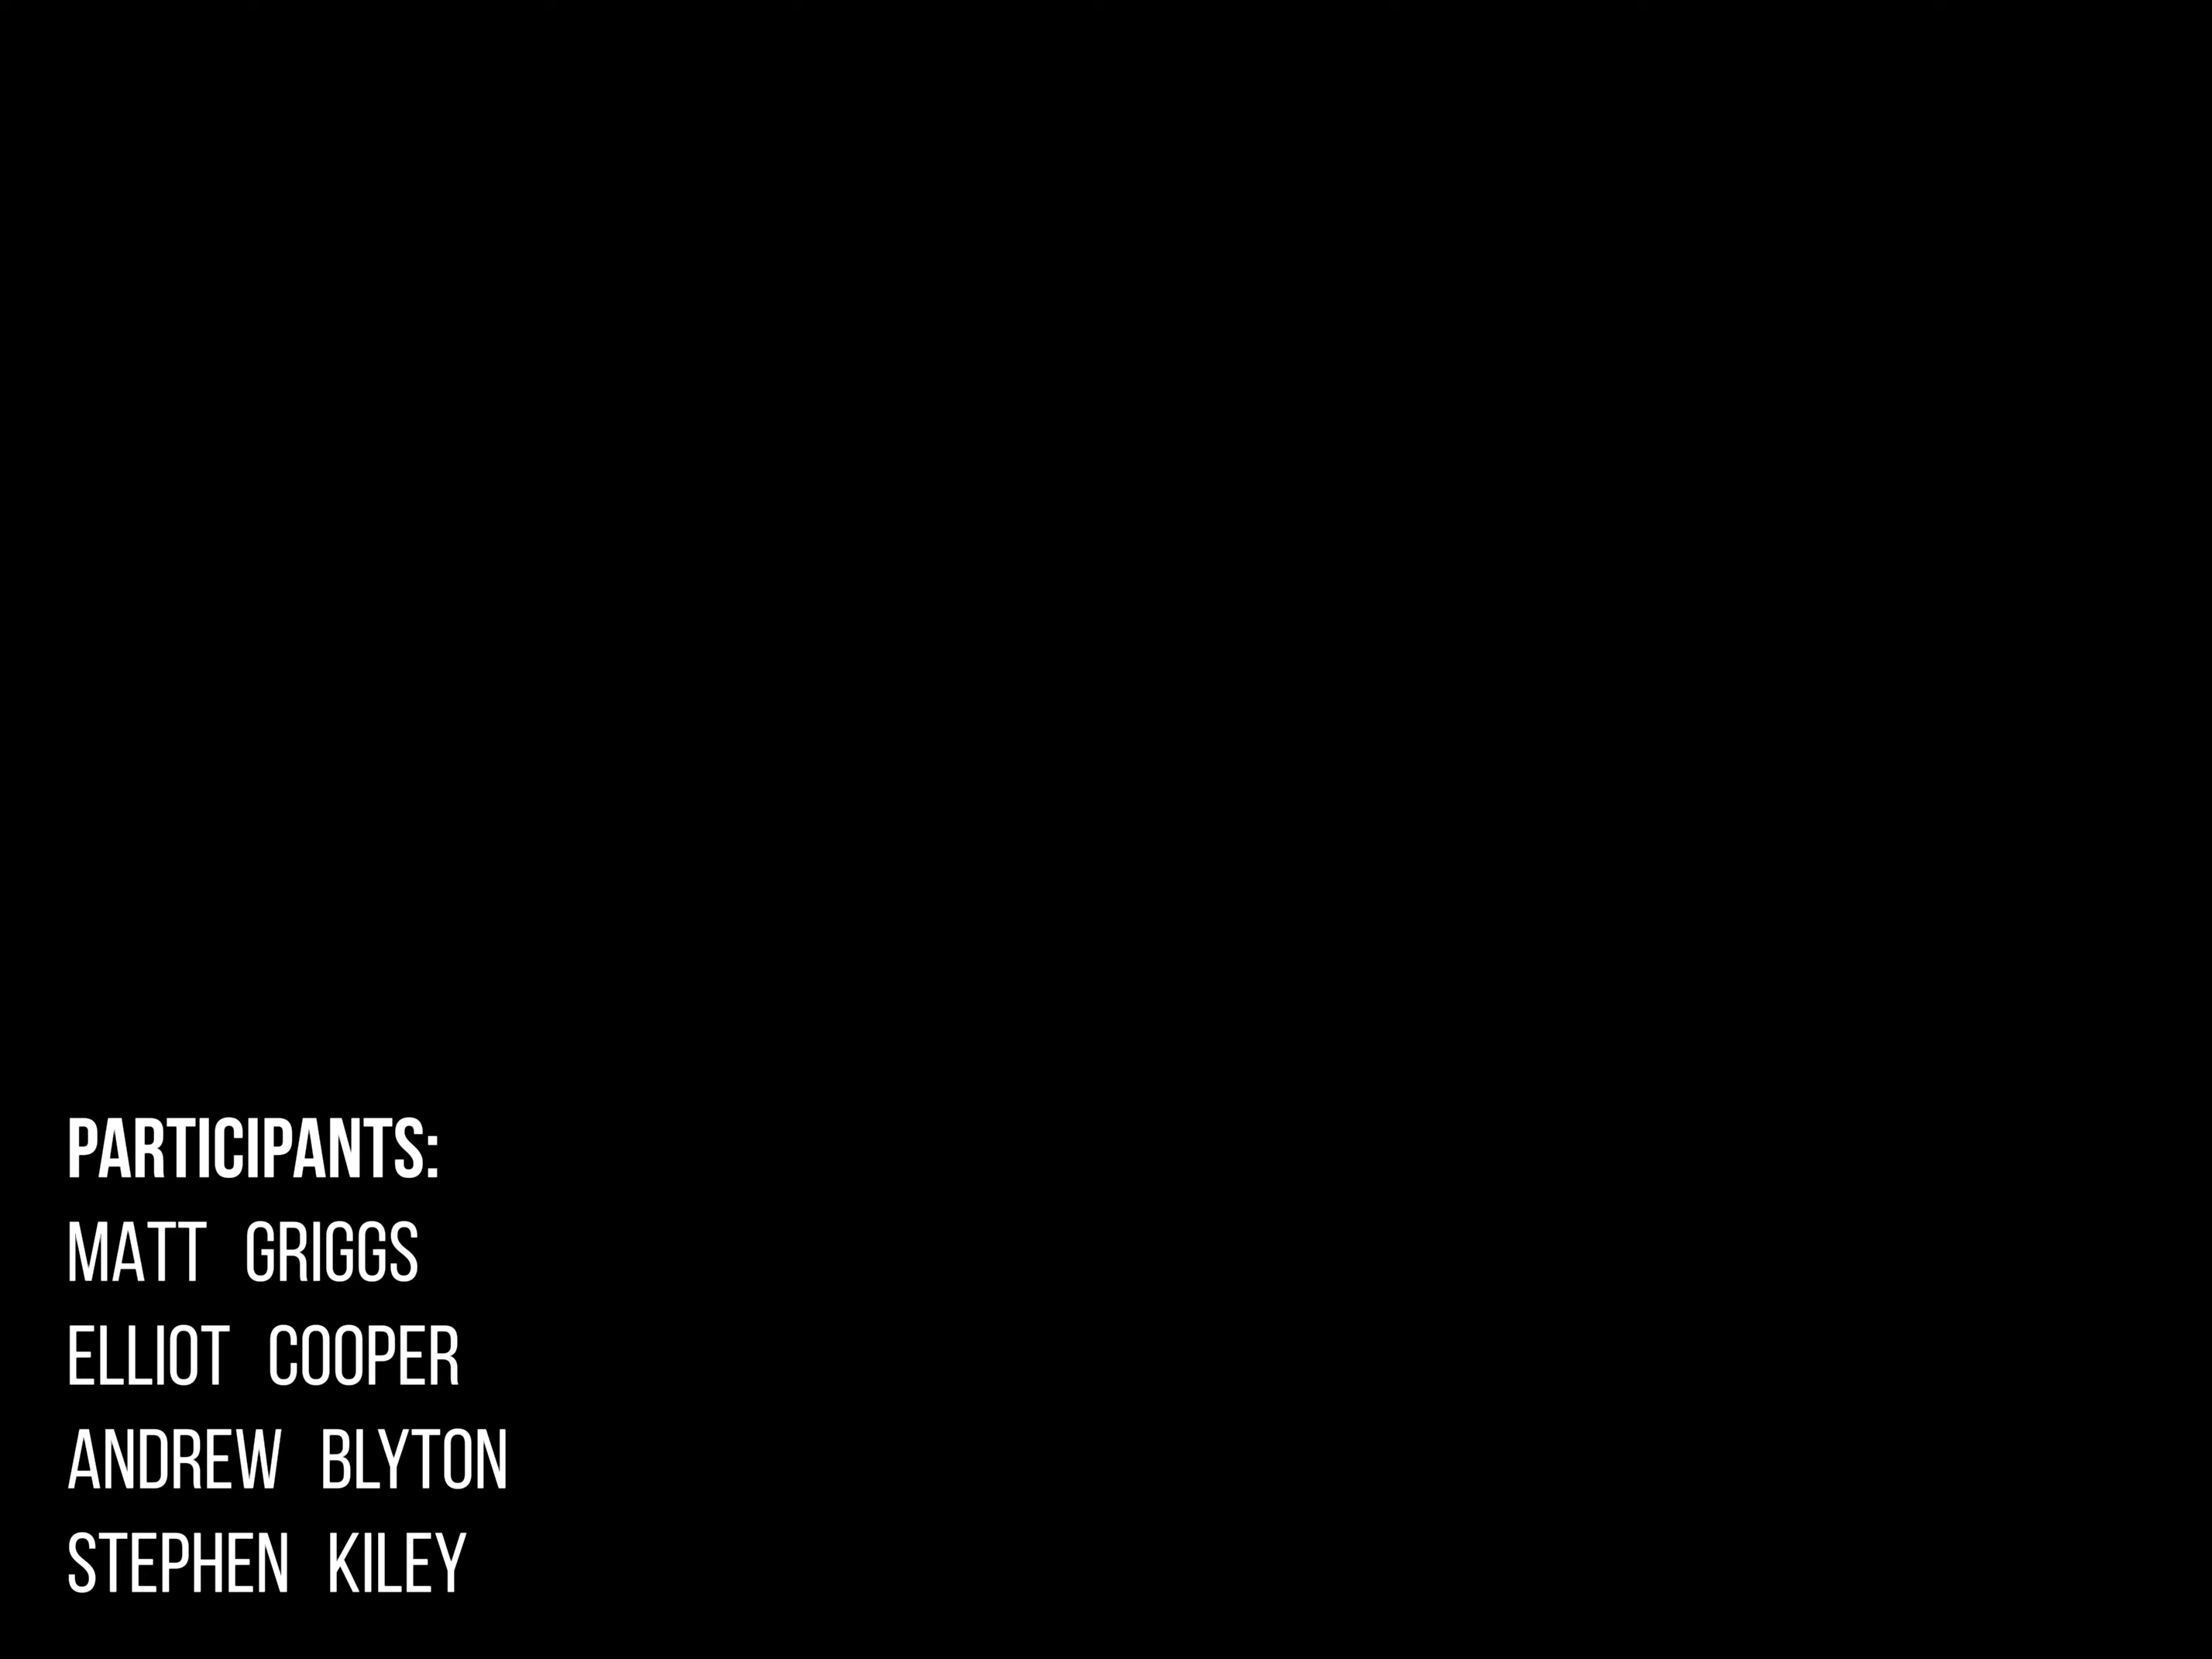 PARTICIPANTS:
MATT GRIGGS
ELLIOT COOPER
ANDREW BLYTON
STEPHEN KILEY